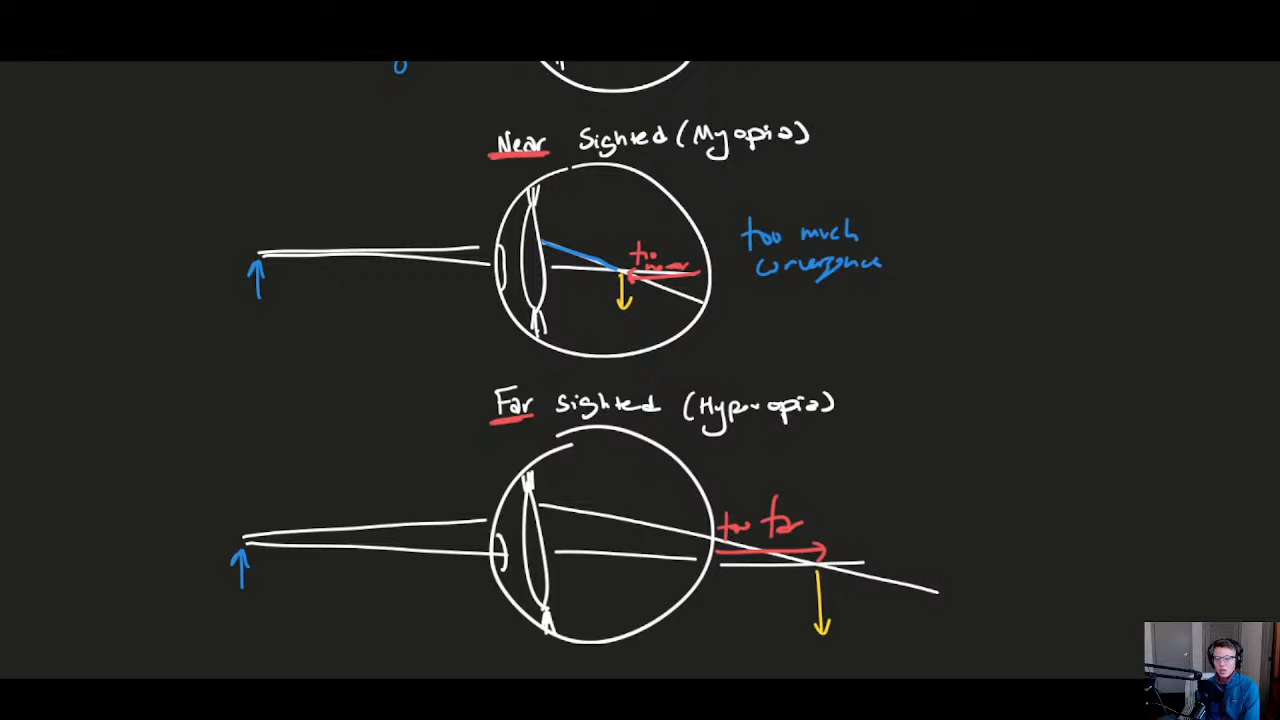 Near Sighted (Myopia)
too
near
too much
convergence
Far sighted (Hyperopia)
too far